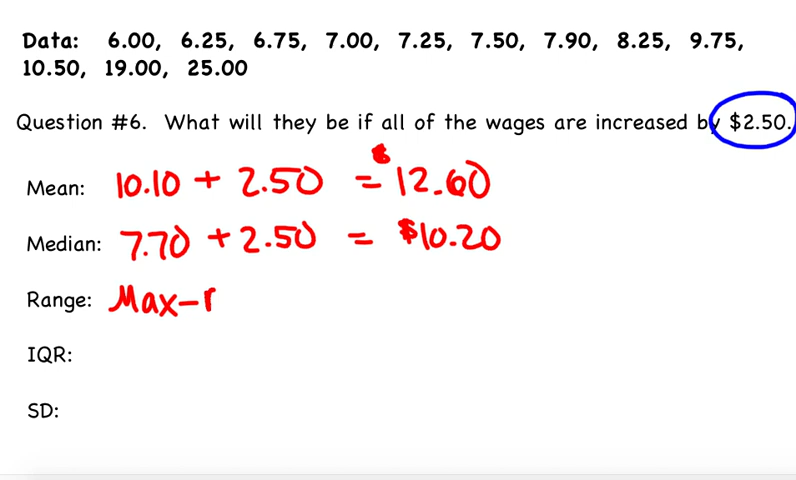 Data: 6.00, 6.25, 6.75, 7.00, 7.25, 7.50, 7.90, 8.25, 9.75,
10.50, 19.00, 25.00
Question #6. What will they be if all of the wages are increased by $2.50.
Mean: 10.10 + 2.50 = $12.60
Median: 7.70 + 2.50 = $10.20
Range: Max-r
IQR:
SD: